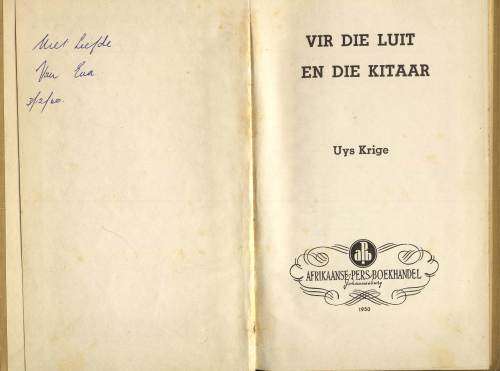 Met Liefde
Van Eva
3/2/60.
VIR DIE LUIT
EN DIE KITAAR
Uys Krige
APB
AFRIKAANSE-PERS-BOEKHANDEL
Johannesburg
1950